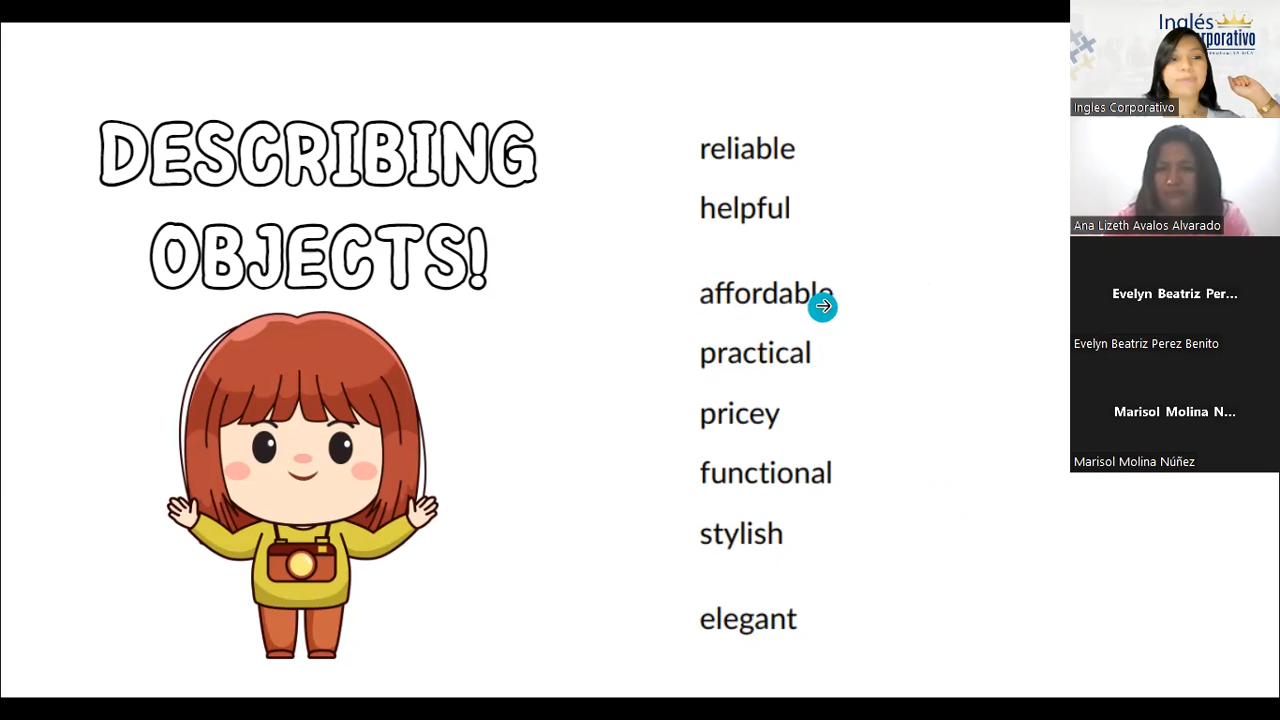 DESCRIBING
OBJECTS!
reliable
helpful
affordable
practical
pricey
functional
stylish
elegant
Inglés
rporativo
Ingles Corporativo
Ana Lizeth Avalos Alvarado
Evelyn Beatriz Per...
Evelyn Beatriz Perez Benito
Marisol Molina N...
Marisol Molina Núñez